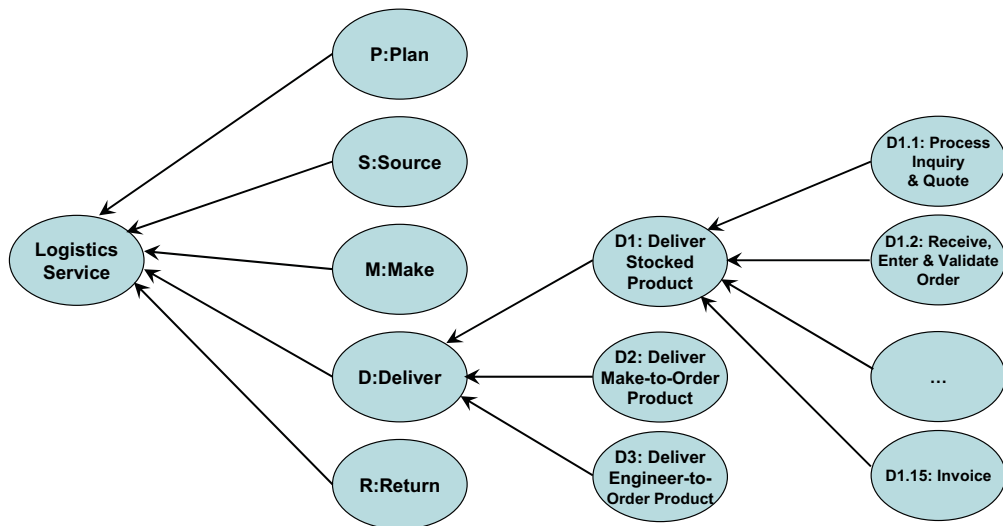 P:Plan
S:Source
Logistics
Service
M:Make
D:Deliver
R:Return
D1: Deliver
Stocked
Product
D2: Deliver
Make-to-Order
Product
D3: Deliver
Engineer-to-
Order Product
D1.1: Process
Inquiry
& Quote
D1.2: Receive,
Enter & Validate
Order
...
D1.15: Invoice